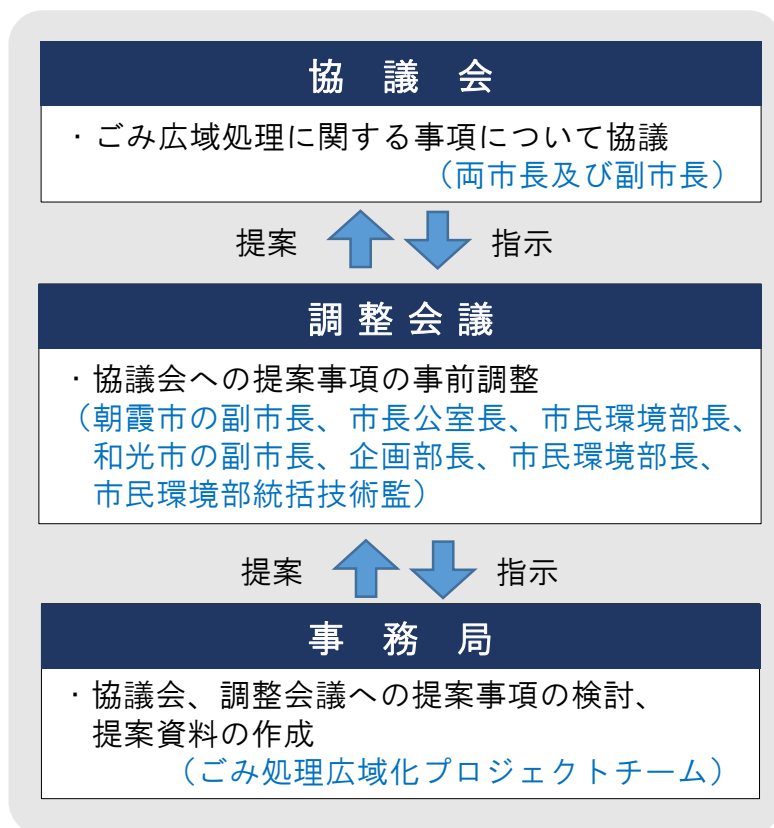 協 議 会
・ごみ広域処理に関する事項について協議
（両市長及び副市長）
提案 指示
調整会議
・協議会への提案事項の事前調整
（朝霞市の副市長、市長公室長、市民環境部長、
和光市の副市長、企画部長、市民環境部長、
市民環境部統括技術監）
提案 指示
事 務 局
・協議会、調整会議への提案事項の検討、
提案資料の作成
（ごみ処理広域化プロジェクトチーム）